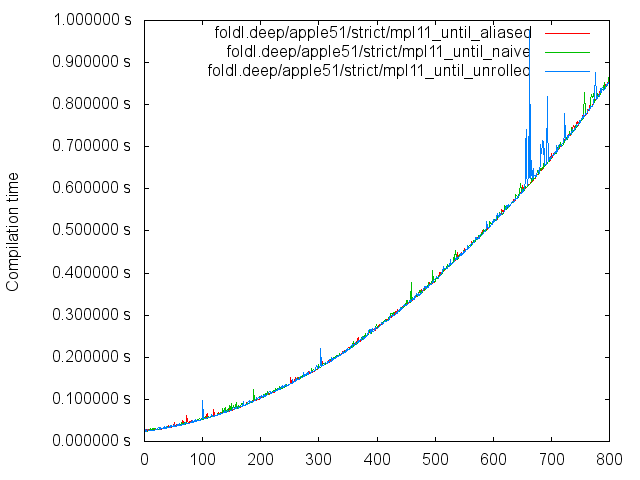 1.000000 s
0.900000 s
0.800000 s
0.700000 s
0.600000 s
0.500000 s
0.400000 s
0.300000 s
0.200000 s
0.100000 s
0.000000 s
Compilation time
foldl.deep/apple51/strict/mpl11_until_aliased
foldl.deep/apple51/strict/mpl11_until_naive
foldl.deep/apple51/strict/mpl11_until_unrolled
0 100 200 300 400 500 600 700 800